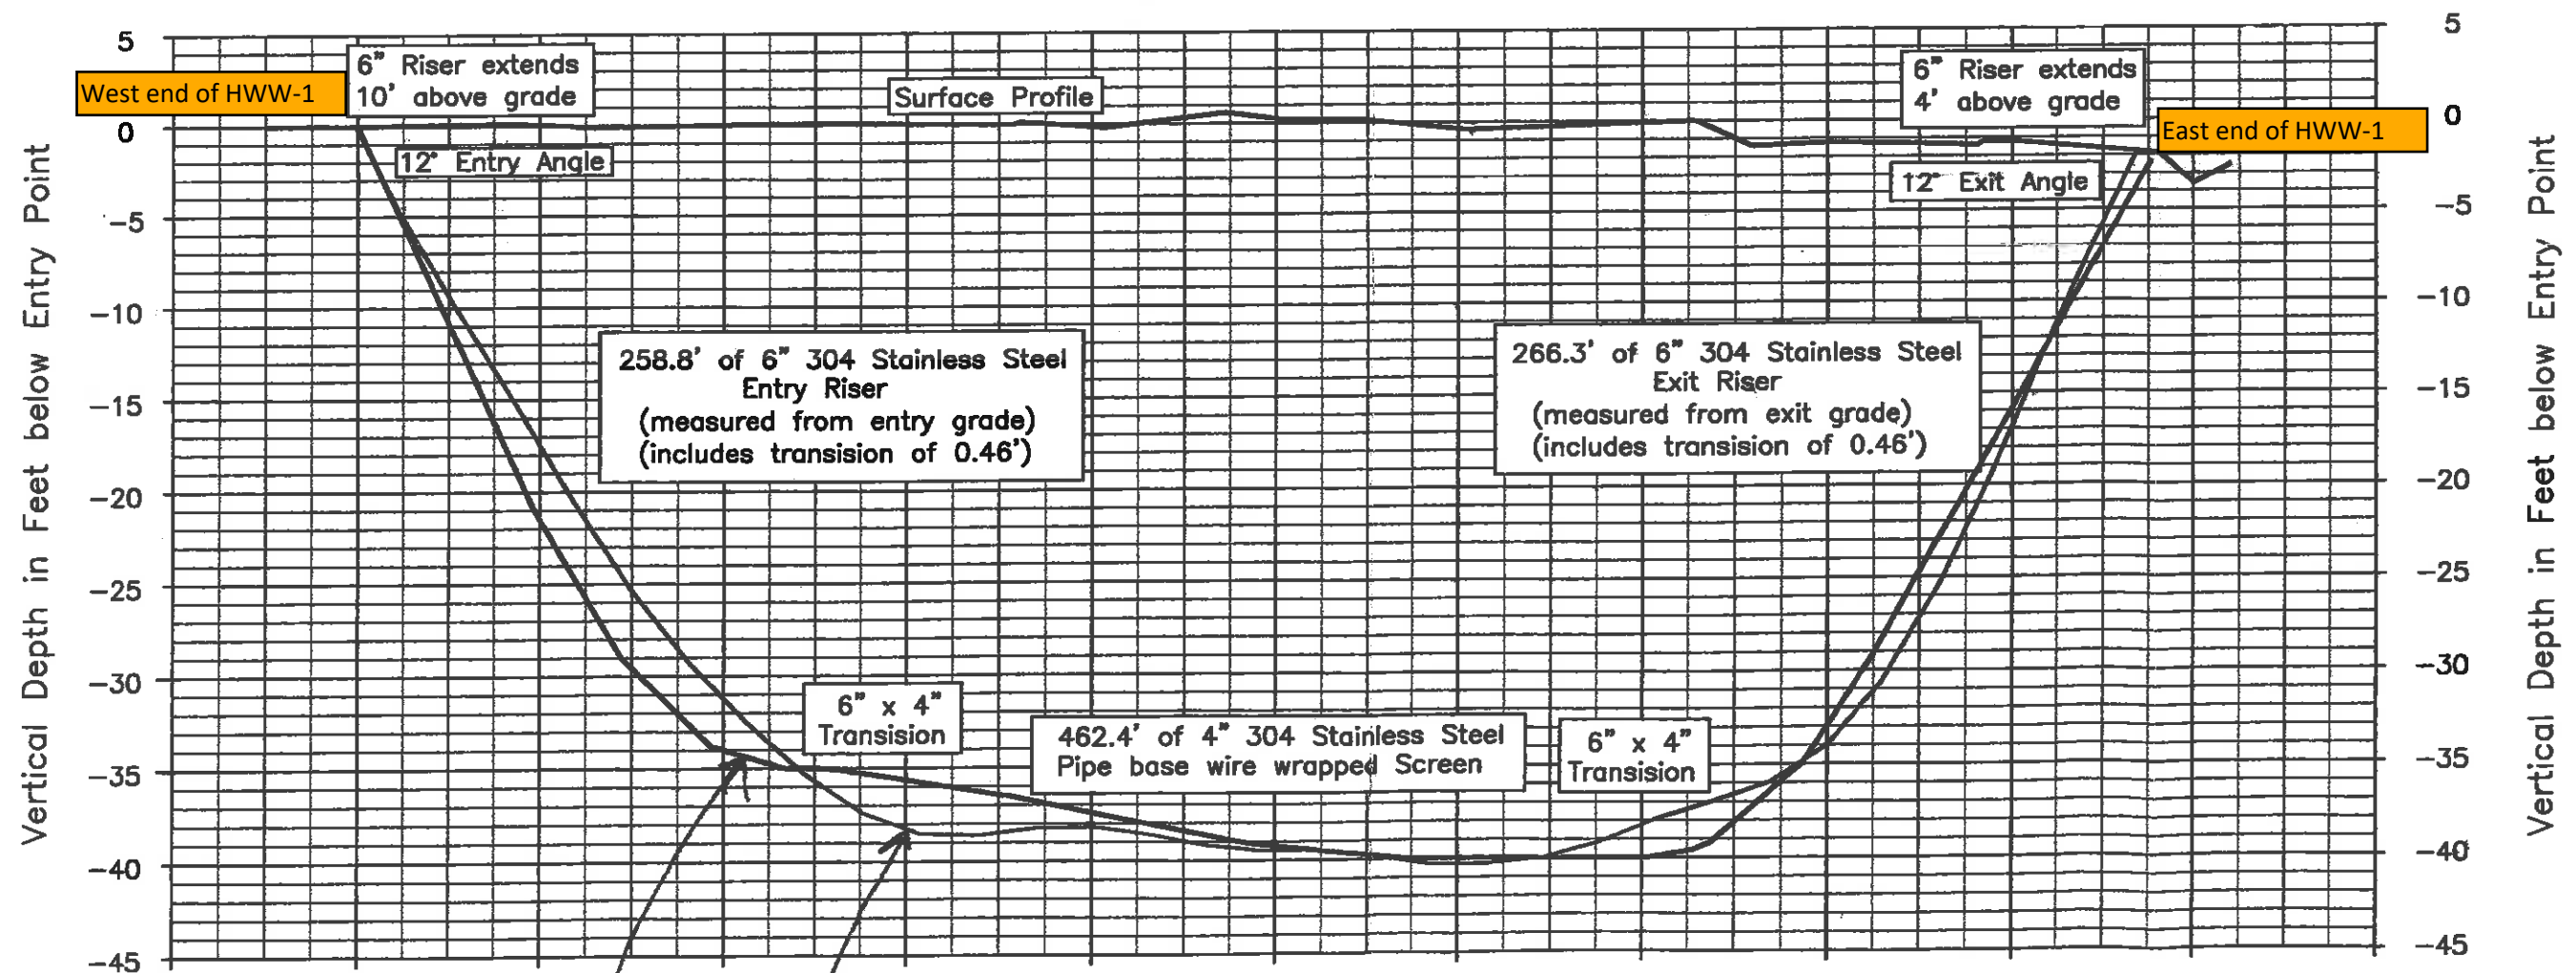 5
5
6" Riser extends
10' above grade
West end of HWW-1
Surface Profile
6" Riser extends
4' above grade
0
0
East end of HWW-1
12° Entry Angle
12° Exit Angle
-5
-5
-10
-10
258.8' of 6" 304 Stainless Steel
Entry Riser
(measured from entry grade)
(includes transision of 0.46')
266.3' of 6" 304 Stainless Steel
Exit Riser
(measured from exit grade)
(includes transision of 0.46')
-15
-15
-20
-20
-25
-25
-30
-30
6" x 4"
Transision
462.4' of 4" 304 Stainless Steel
Pipe base wire wrapped Screen
6" x 4"
Transision
-35
-35
-40
-40
-45
-45
Vertical Depth in Feet below Entry Point
Vertical Depth in Feet below Entry Point